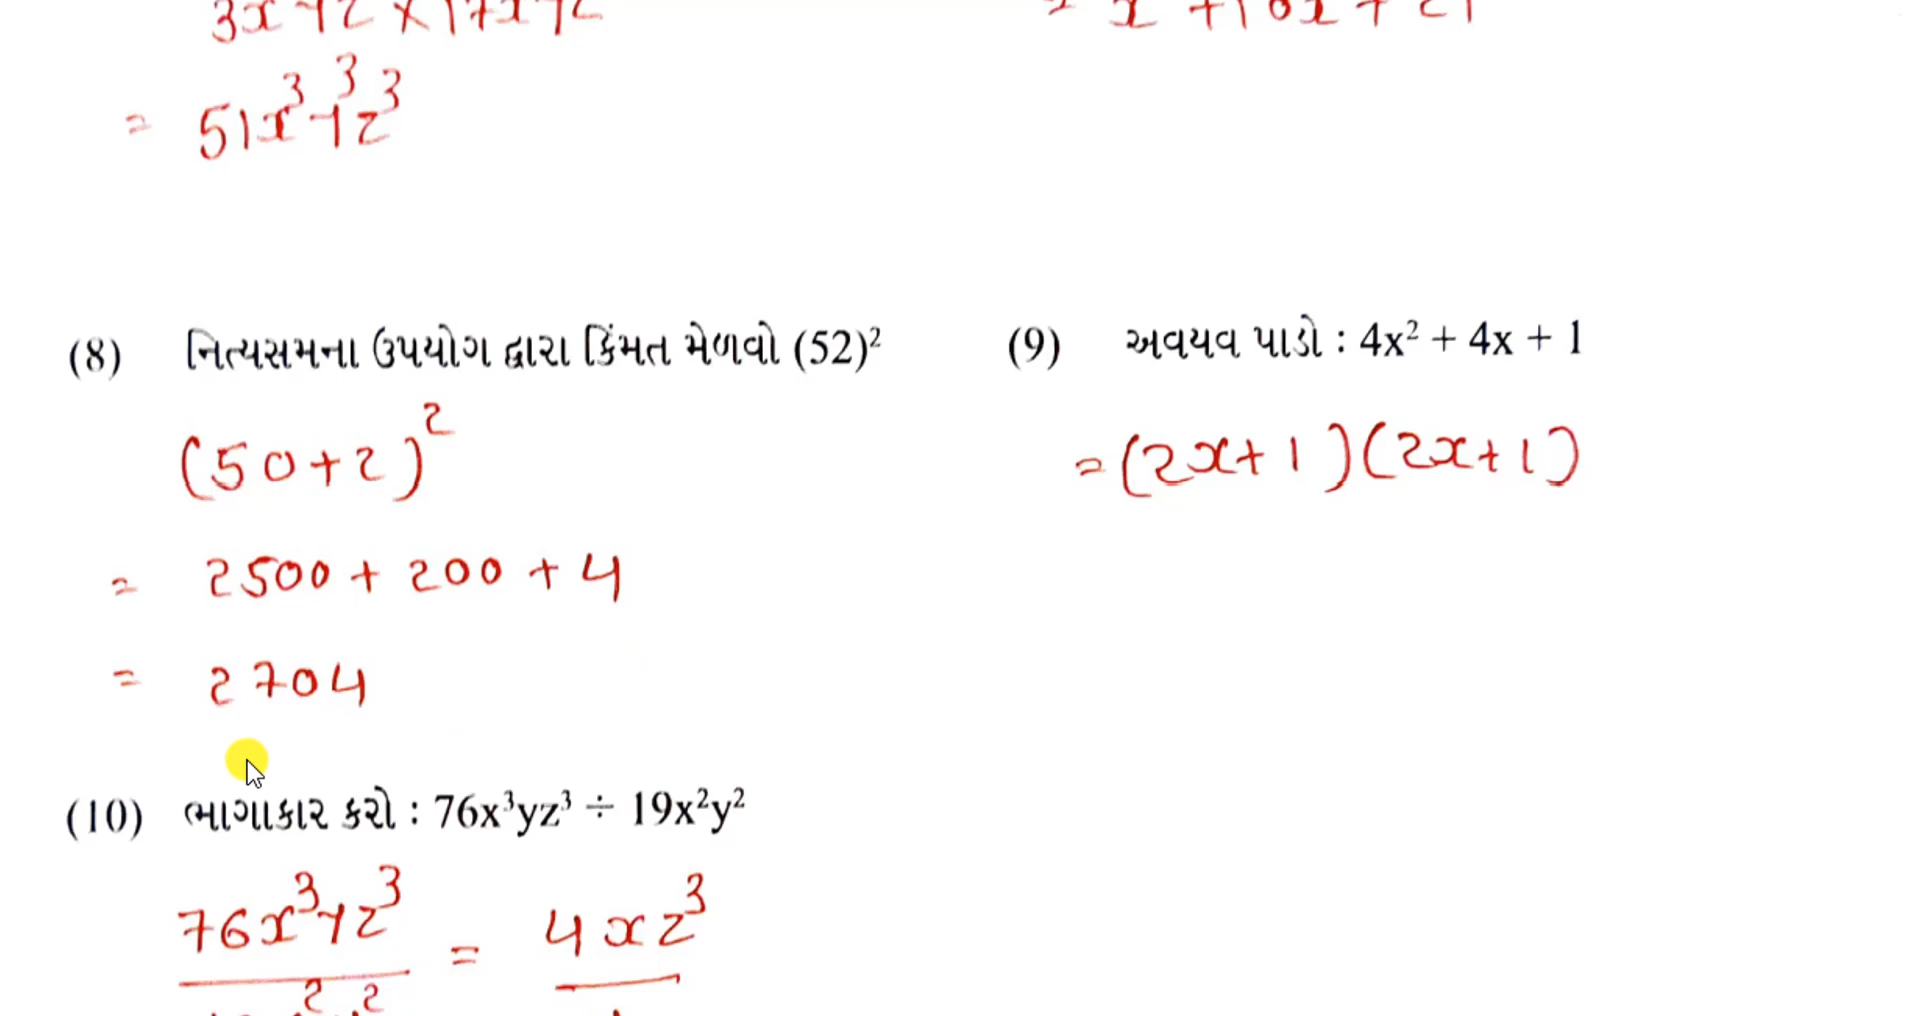 = 51x³y³z³
(8) નિત્યસમના ઉપયોગ દ્વારા કિંમત મેળવો (52)²
(50+2)²
= 2500 + 200 + 4
= 2704
(9) અવયવ પાડો : 4x² + 4x + 1
= (2x+1)(2x+1)
(10) ભાગાકાર કરો : 76x³yz³ ÷ 19x²y²
76x³yz³ = 4xz³